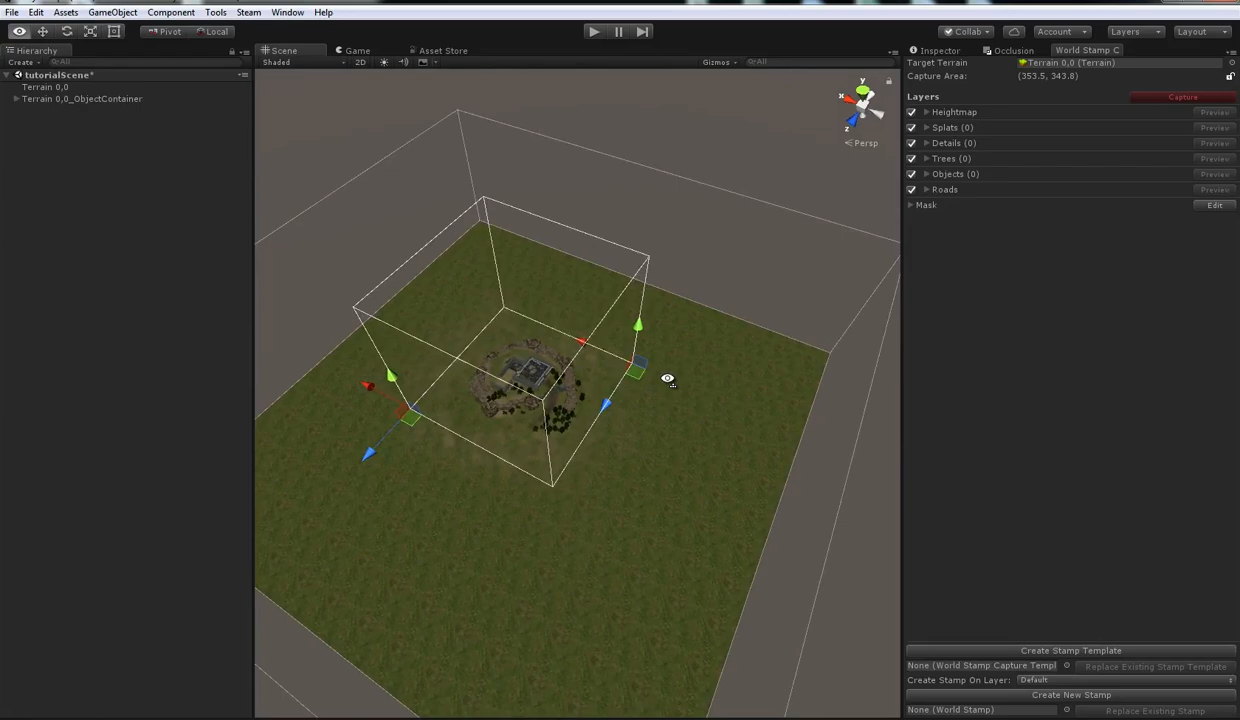 File Edit Assets GameObject Component Tools Steam Window Help
Pivot Local Collab Account Layers Layout
Hierarchy Scene Game Asset Store Inspector Occlusion World Stamp C
Create All Shaded 2D Gizmos All Target Terrain Terrain 0,0 (Terrain)
tutorialScene* Capture Area: (353.5, 343.8)
Terrain 0,0
Terrain 0,0_ObjectContainer
y
x
z
Persp
Layers Capture
Heightmap Preview
Splats (0) Preview
Details (0) Preview
Trees (0) Preview
Objects (0) Preview
Roads Preview
Mask Edit
Create Stamp Template
None (World Stamp Capture Templ Replace Existing Stamp Template
Create Stamp On Layer: Default
Create New Stamp
None (World Stamp) Replace Existing Stamp